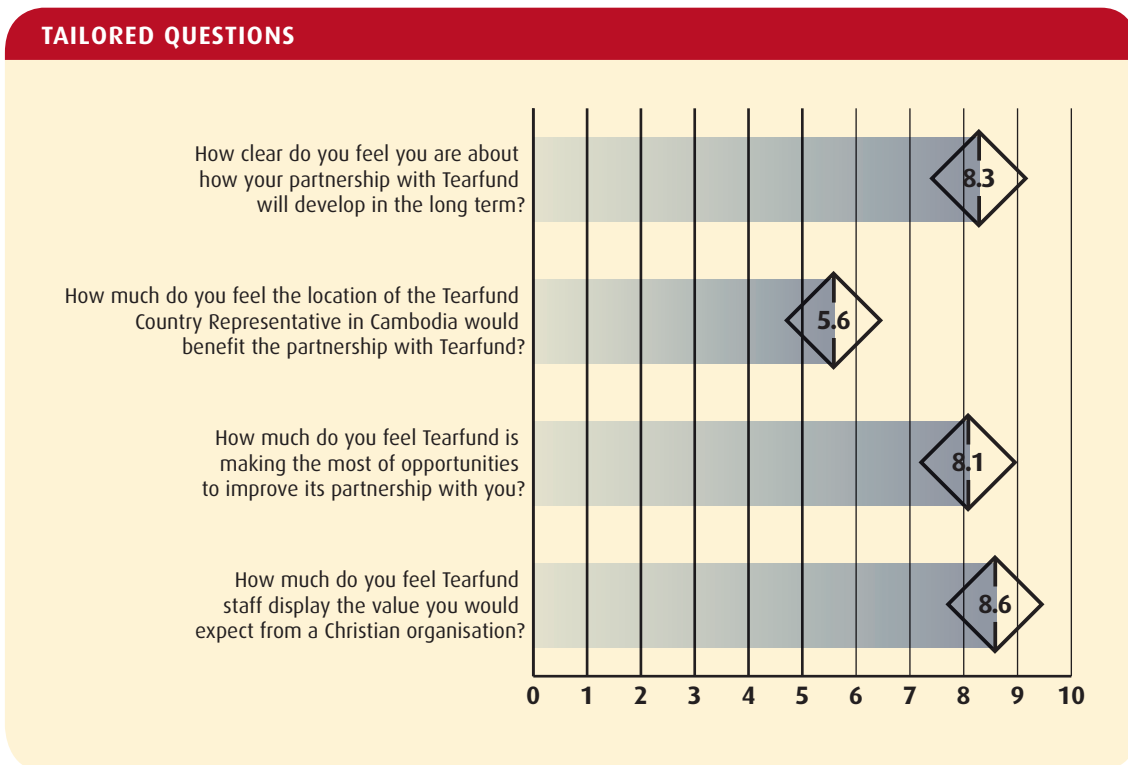 TAILORED QUESTIONS
How clear do you feel you are about
how your partnership with Tearfund
will develop in the long term?
8.3
How much do you feel the location of the Tearfund
Country Representative in Cambodia would
benefit the partnership with Tearfund?
5.6
How much do you feel Tearfund is
making the most of opportunities
to improve its partnership with you?
8.1
How much do you feel Tearfund
staff display the value you would
expect from a Christian organisation?
8.6
0 1 2 3 4 5 6 7 8 9 10